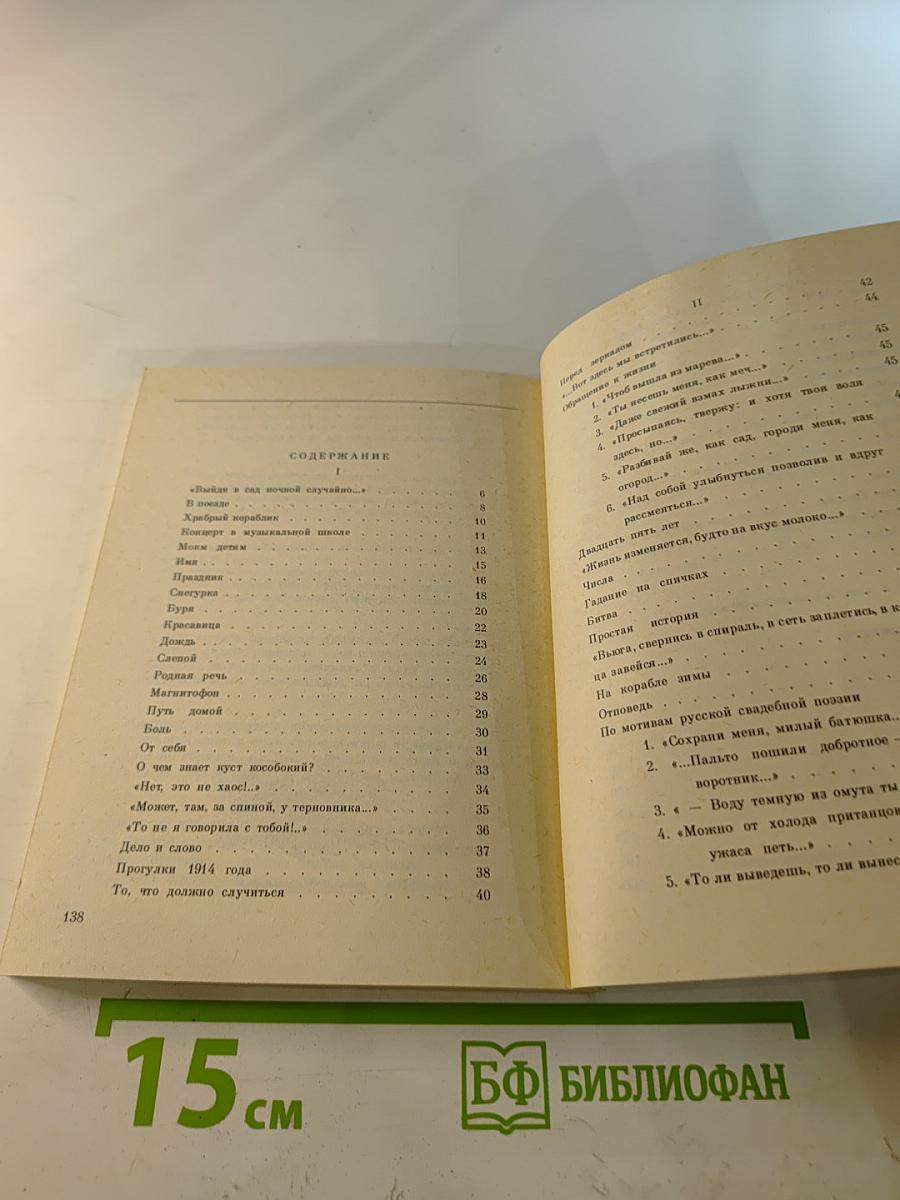 СОДЕРЖАНИЕ
I
«Выйди в сад ночной случайно...» . . . . . . . 6
В поезде . . . . . . . . . . . . . . 8
Храбрый кораблик . . . . . . . . . . . 10
Концерт в музыкальной школе . . . . . . . 11
Моим детям . . . . . . . . . . . . . 13
Имя . . . . . . . . . . . . . . . 15
Праздник . . . . . . . . . . . . . . 16
Снегурка . . . . . . . . . . . . . . 18
Буря . . . . . . . . . . . . . . . 20
Красавица . . . . . . . . . . . . . 22
Дождь . . . . . . . . . . . . . . . 23
Слепой . . . . . . . . . . . . . . 24
Родная речь . . . . . . . . . . . . . 26
Магнитофон . . . . . . . . . . . . . 28
Путь домой . . . . . . . . . . . . . 29
Боль . . . . . . . . . . . . . . . 30
От себя . . . . . . . . . . . . . . 31
О чем знает куст кособокий? . . . . . . . . 33
«Нет, это не хаос!..» . . . . . . . . . . 34
«Может, там, за спиной, у терновника...» . . . . 35
«То не я говорила с тобой!..» . . . . . . . . 36
Дело и слово . . . . . . . . . . . . . 37
Прогулки 1914 года . . . . . . . . . . . 38
То, что должно случиться . . . . . . . . . 40
138
II
Перед зеркалом . . . . . . . . . . . 42
«...Вот здесь мы встретились...» . . . . . . . 44
Обращение к жизни
1. «Чтоб вышла из марева...» . . . . . . . 45
2. «Ты несешь меня, как меч...» . . . . . . 45
3. «Даже свежий взмах лыжни...» . . . . . 45
4. «Просыпаясь, твержу: и хотя твоя воля
здесь, но...» . . . . . . . . . . . 4
5. «Разбивай же, как сад, городи меня, как
огород...» . . . . . . . . . . .
6. «Над собой улыбнуться позволив и вдруг
рассмеяться...» . . . . . . . . .
Двадцать пять лет . . . . . . . . . .
«Жизнь изменяется, будто на вкус молоко...» . . .
Числа . . . . . . . . . . . . . .
Гадание на спичках . . . . . . . . . .
Битва . . . . . . . . . . . . . .
Простая история . . . . . . . . . .
«Вьюга, свернись в спираль, в сеть заплетись, в к
ца завейся...» . . . . . . . . . . .
На корабле зимы . . . . . . . . . .
Отповедь . . . . . . . . . . . . .
По мотивам русской свадебной поэзии
1. «Сохрани меня, милый батюшка..
2. «...Пальто пошили добротное —
воротник...» . . . . . . .
3. « — Воду темную из омута ты
4. «Можно от холода пританцов
ужаса петь...» . . . . .
5. «То ли выведешь, то ли вынес
15 см
БФ БИБЛИОФАН